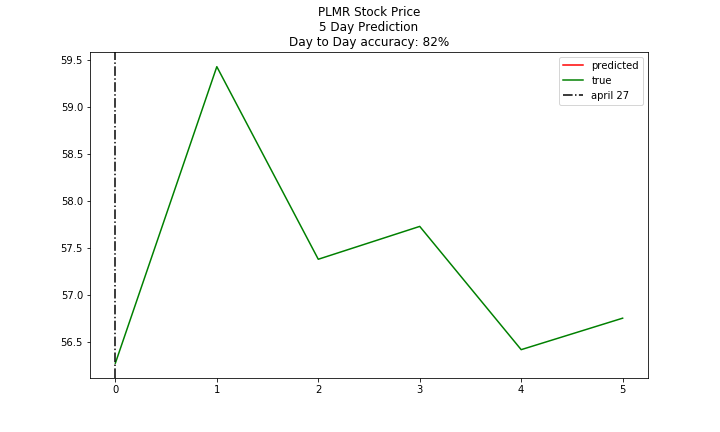 PLMR Stock Price
5 Day Prediction
Day to Day accuracy: 82%
predicted
true
april 27
59.5
59.0
58.5
58.0
57.5
57.0
56.5
0 1 2 3 4 5